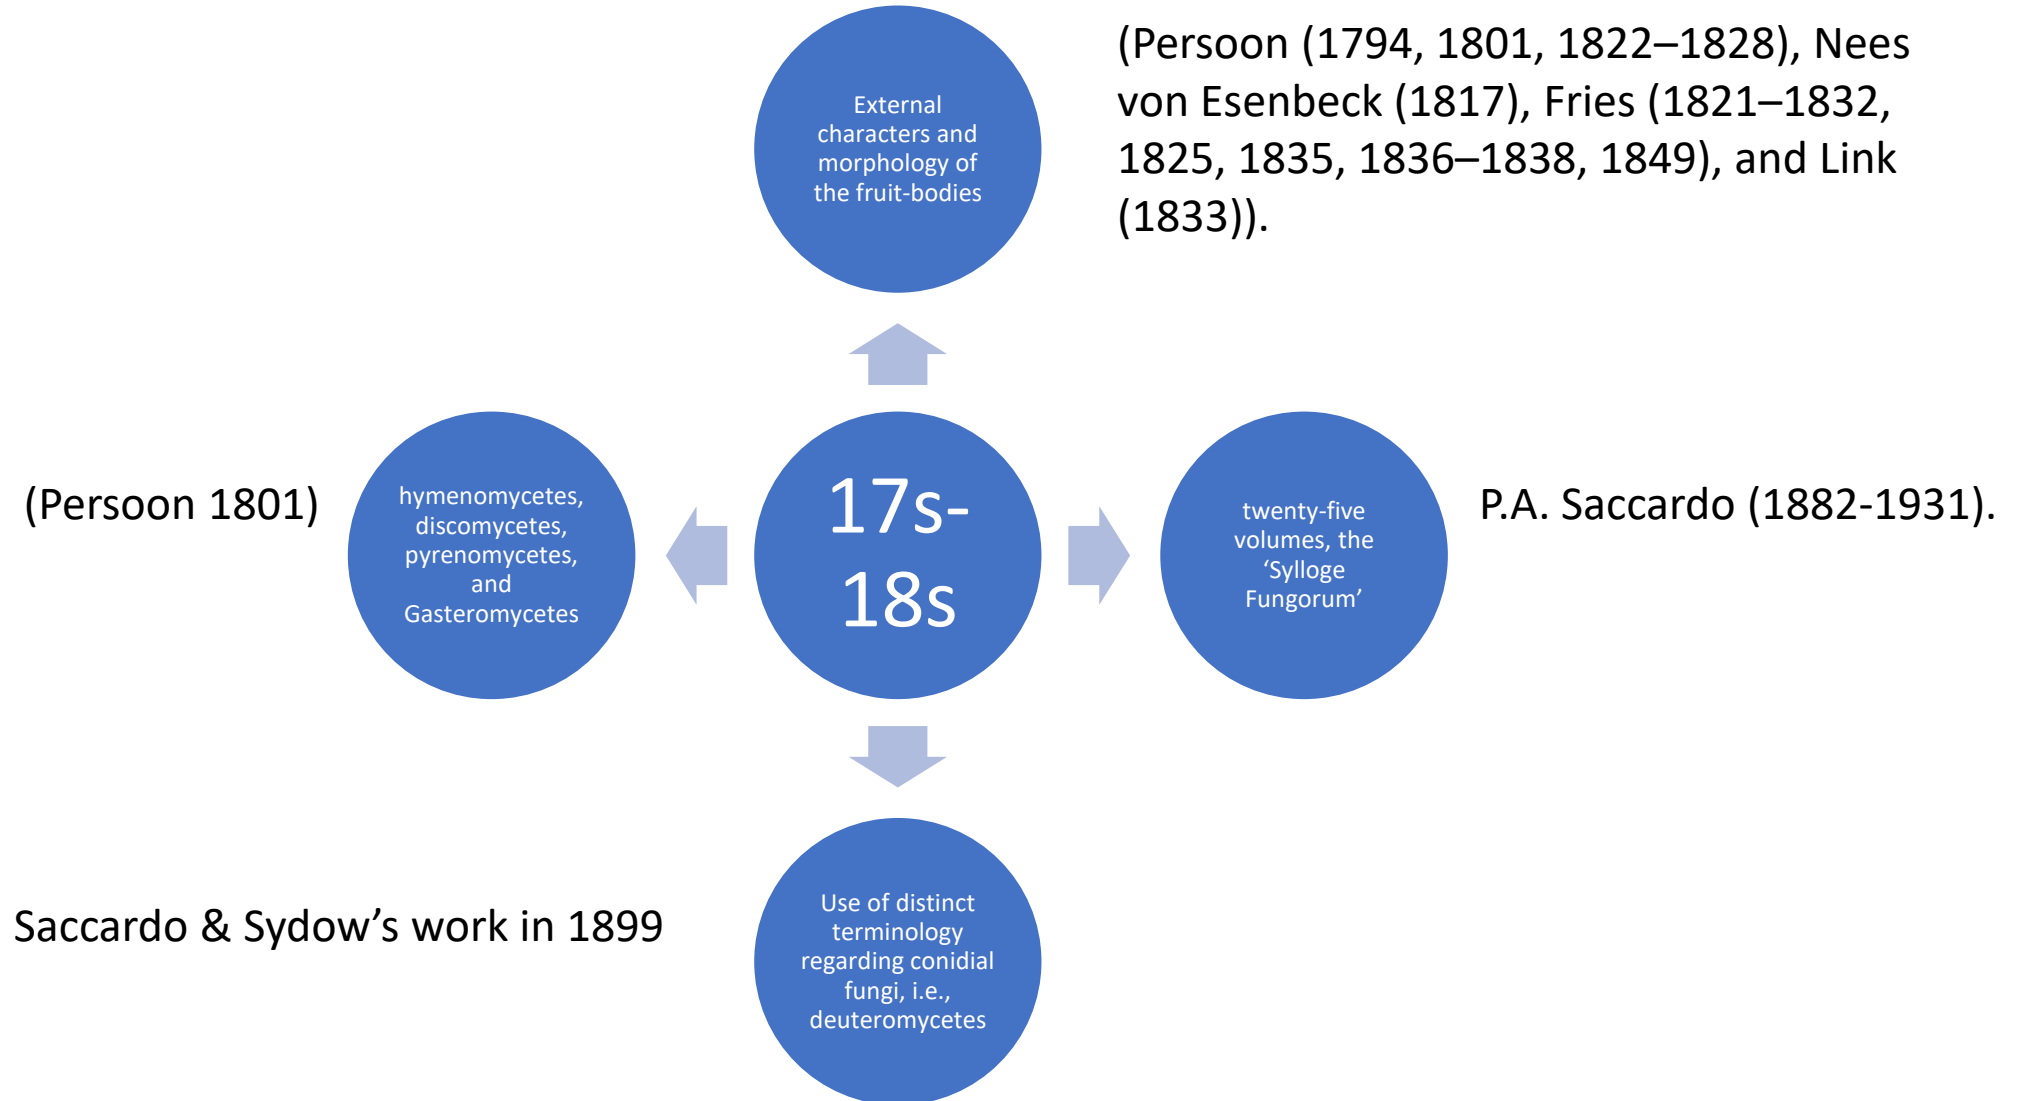 External
characters and
morphology of
the fruit-bodies
(Persoon (1794, 1801, 1822–1828), Nees
von Esenbeck (1817), Fries (1821–1832,
1825, 1835, 1836–1838, 1849), and Link
(1833)).
(Persoon 1801)
hymenomycetes,
discomycetes,
pyrenomycetes,
and
Gasteromycetes
17s-
18s
twenty-five
volumes, the
‘Sylloge
Fungorum’
P.A. Saccardo (1882-1931).
Saccardo & Sydow’s work in 1899
Use of distinct
terminology
regarding conidial
fungi, i.e.,
deuteromycetes